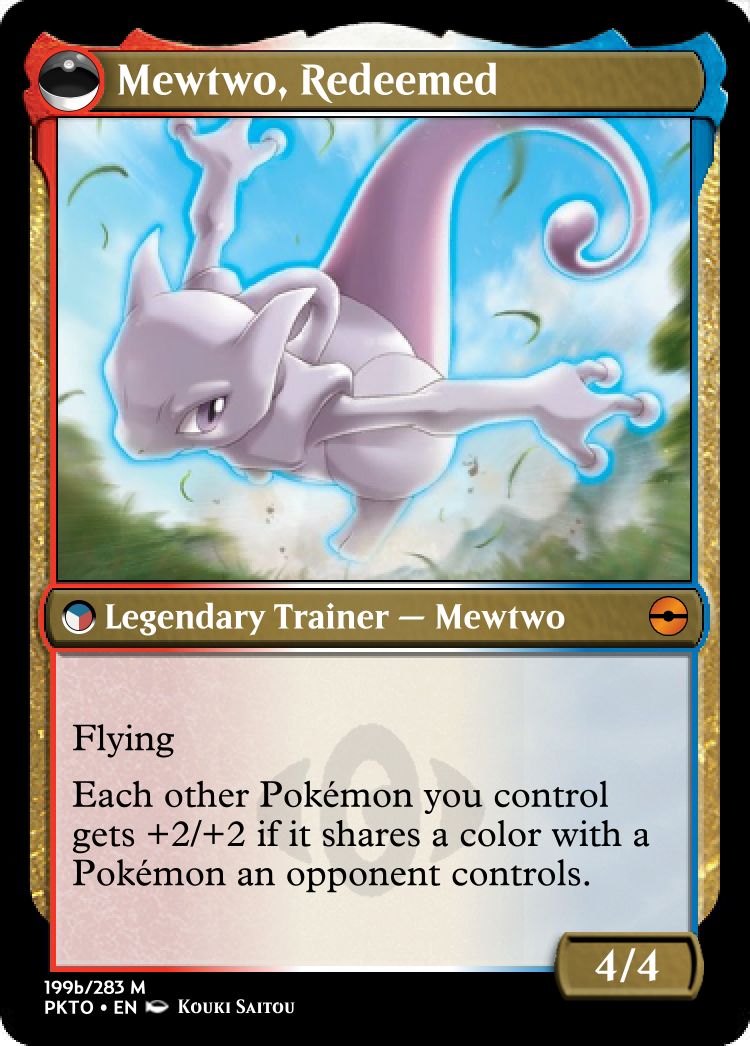 Mewtwo, Redeemed
Legendary Trainer — Mewtwo
Flying
Each other Pokémon you control
gets +2/+2 if it shares a color with a
Pokémon an opponent controls.
4/4
199b/283 M
PKTO • EN Kouki Saitou